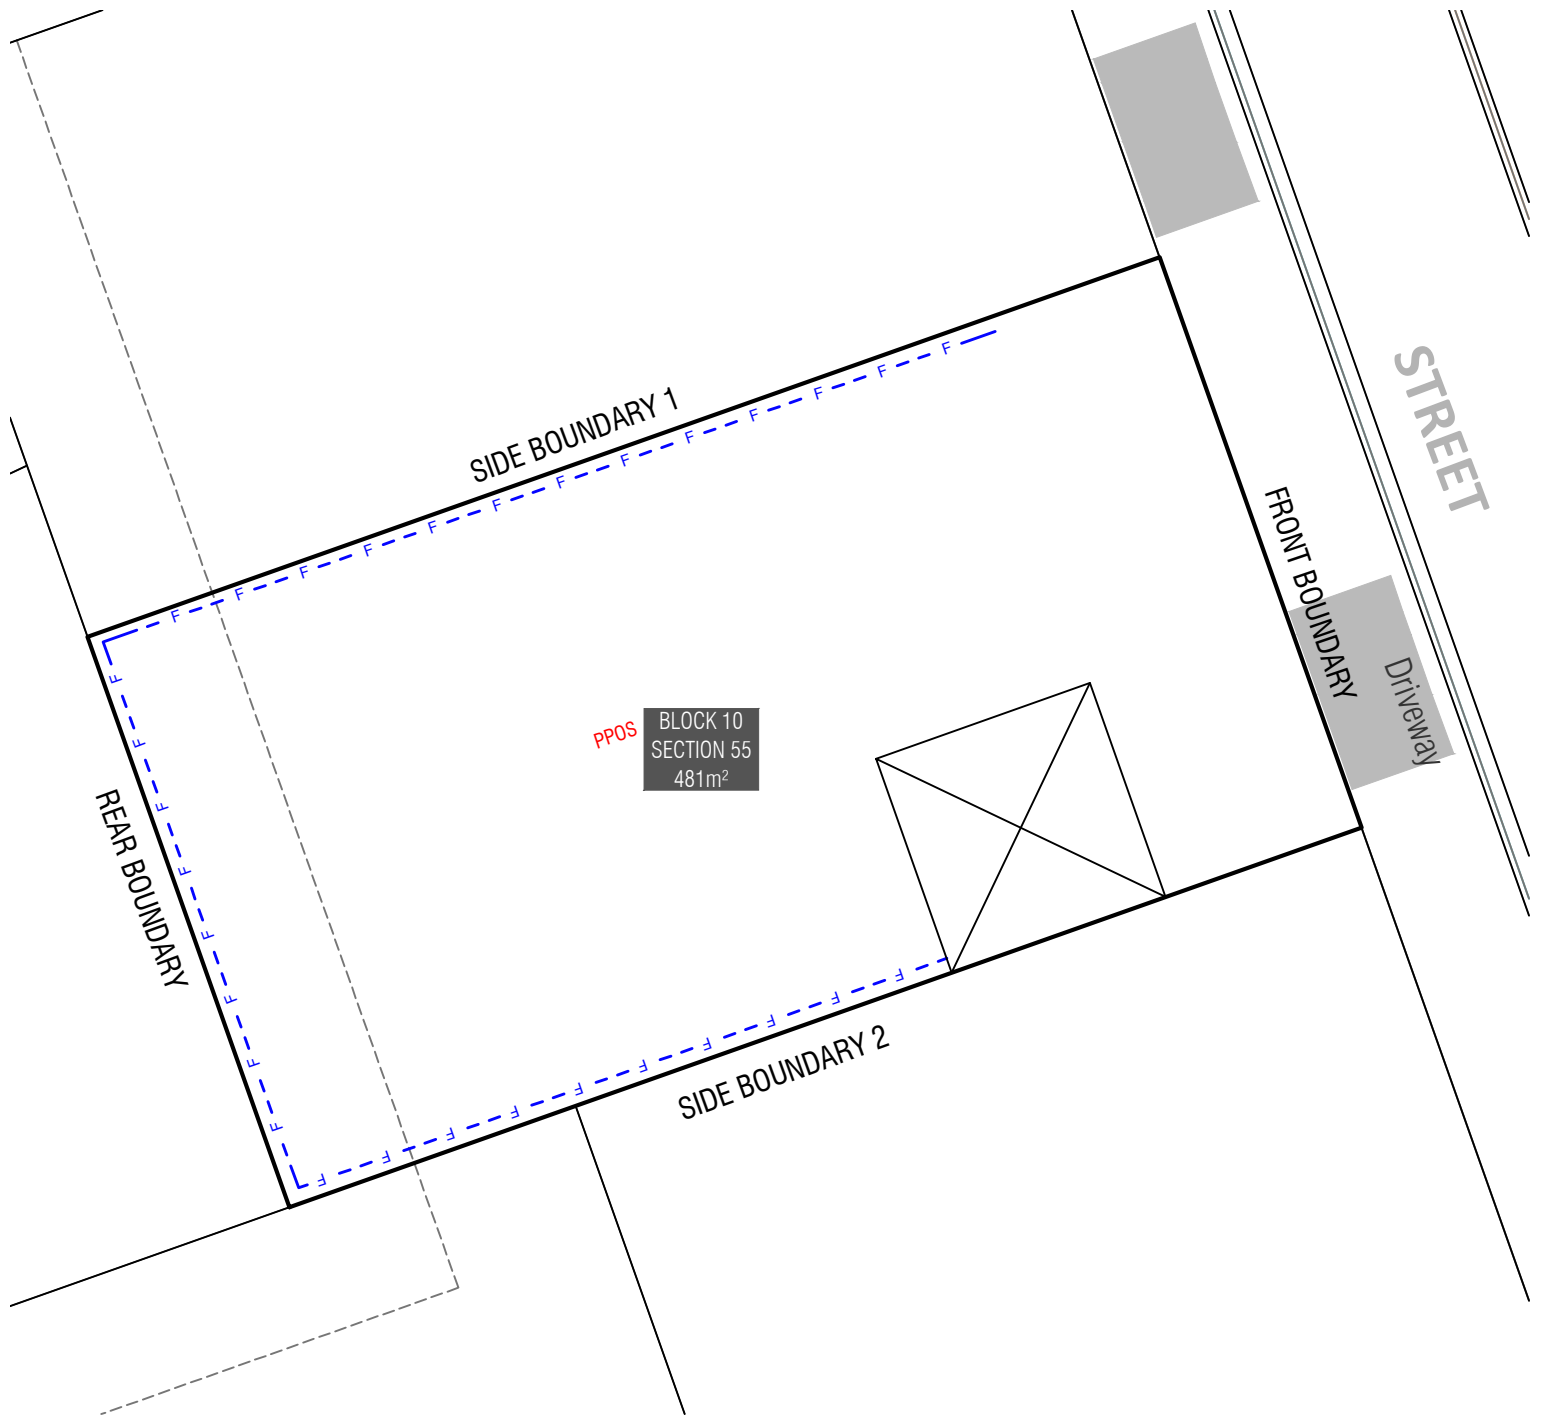 STREET
SIDE BOUNDARY 1
FRONT BOUNDARY
Driveway
PPOS
BLOCK 10
SECTION 55
481m²
REAR BOUNDARY
SIDE BOUNDARY 2
F F F F F F F F F F F F F
F F F F F F F F
F F F F F F F F F F